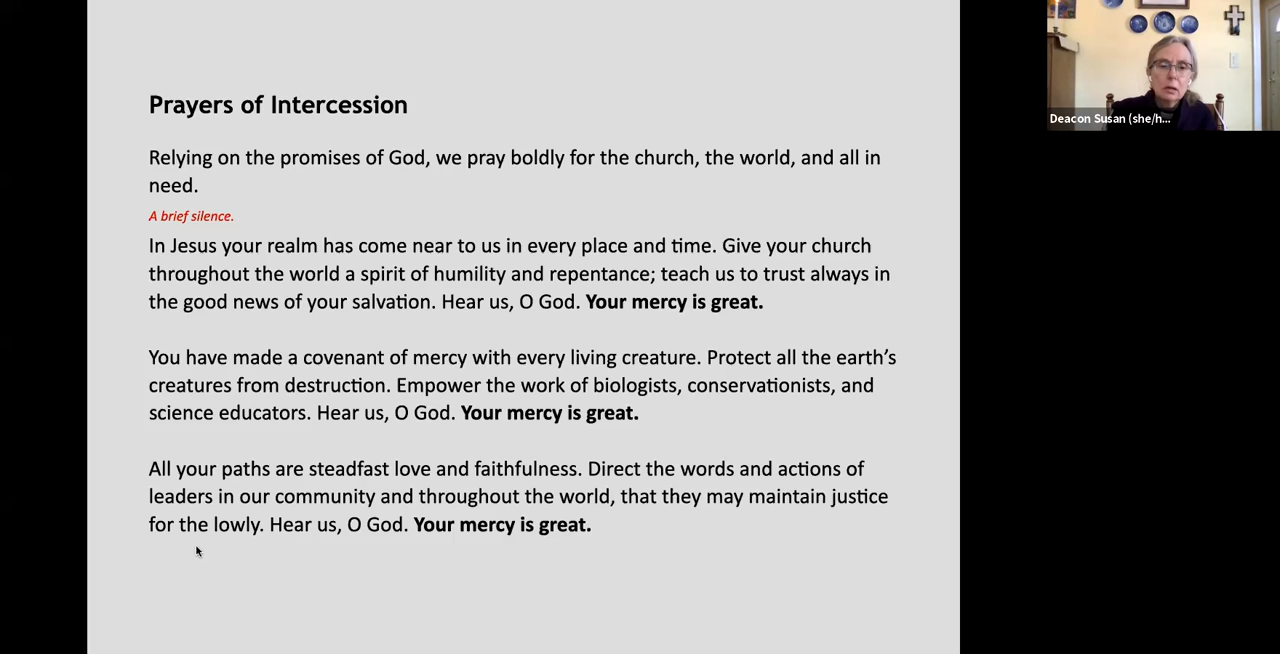 Prayers of Intercession
Relying on the promises of God, we pray boldly for the church, the world, and all in
need.
A brief silence.
In Jesus your realm has come near to us in every place and time. Give your church
throughout the world a spirit of humility and repentance; teach us to trust always in
the good news of your salvation. Hear us, O God. Your mercy is great.
You have made a covenant of mercy with every living creature. Protect all the earth’s
creatures from destruction. Empower the work of biologists, conservationists, and
science educators. Hear us, O God. Your mercy is great.
All your paths are steadfast love and faithfulness. Direct the words and actions of
leaders in our community and throughout the world, that they may maintain justice
for the lowly. Hear us, O God. Your mercy is great.
Deacon Susan (she/h...